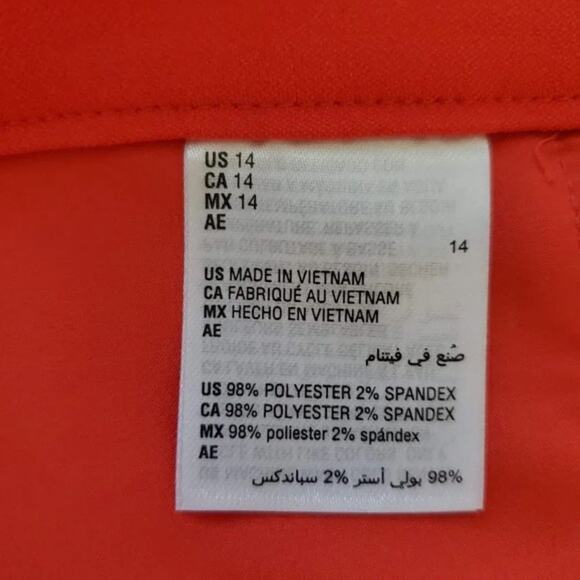 US 14
CA 14
MX 14
AE
14
US MADE IN VIETNAM
CA FABRIQUÉ AU VIETNAM
MX HECHO EN VIETNAM
AE
صُنع في فيتنام
US 98% POLYESTER 2% SPANDEX
CA 98% POLYESTER 2% SPANDEX
MX 98% poliester 2% spándex
AE
98% بولي أستر 2% سباندكس